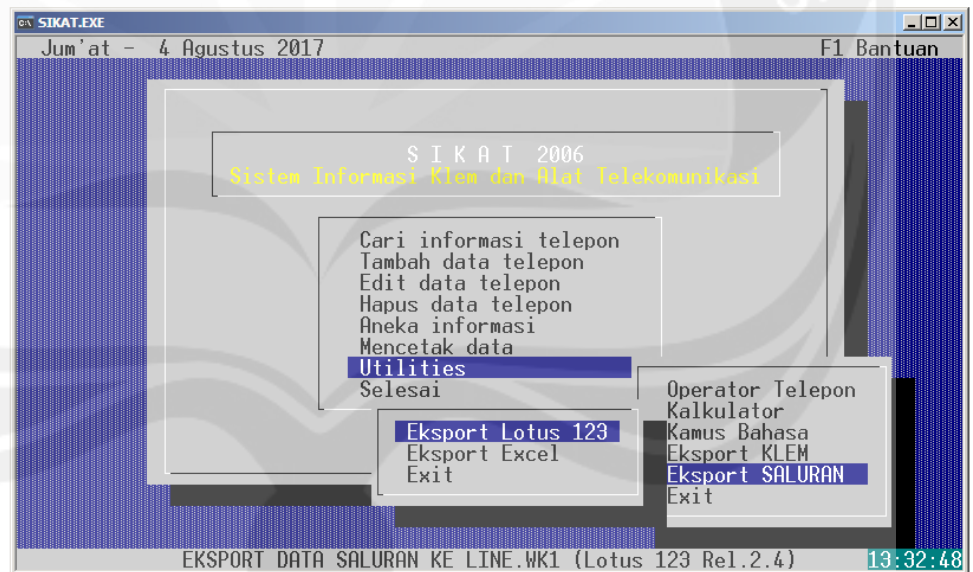 SIKAT.EXE
Jum'at - 4 Agustus 2017 F1 Bantuan
S I K A T 2006
Sistem Informasi Klem dan Alat Telekomunikasi
Cari informasi telepon
Tambah data telepon
Edit data telepon
Hapus data telepon
Aneka informasi
Mencetak data
Utilities
Selesai
Operator Telepon
Kalkulator
Kamus Bahasa
Eksport KLEM
Eksport SALURAN
Exit
Eksport Lotus 123
Eksport Excel
Exit
EKSPORT DATA SALURAN KE LINE.WK1 (Lotus 123 Rel.2.4) 13:32:48